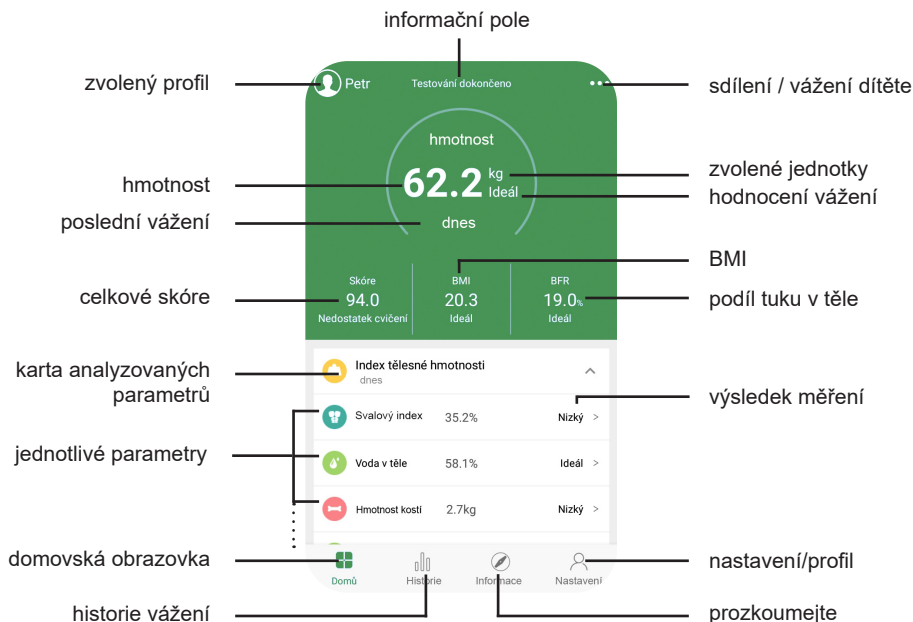 informační pole
zvolený profil
Petr
Testování dokončeno
sdílení / vážení dítěte
hmotnost
hmotnost
62.2 kg
Ideál
zvolené jednotky
hodnocení vážení
poslední vážení
dnes
BMI
celkové skóre
Skóre
94.0
Nedostatek cvičení
BMI
20.3
Ideál
BFR
19.0%
Ideál
podíl tuku v těle
karta analyzovaných
parametrů
Index tělesné hmotnosti
dnes
výsledek měření
jednotlivé parametry
Svalový index 35.2% Nizký >
Voda v těle 58.1% Ideál >
Hmotnost kostí 2.7kg Nizký >
domovská obrazovka
Domů
Historie
Informace
Nastavení
nastavení/profil
historie vážení
prozkoumejte